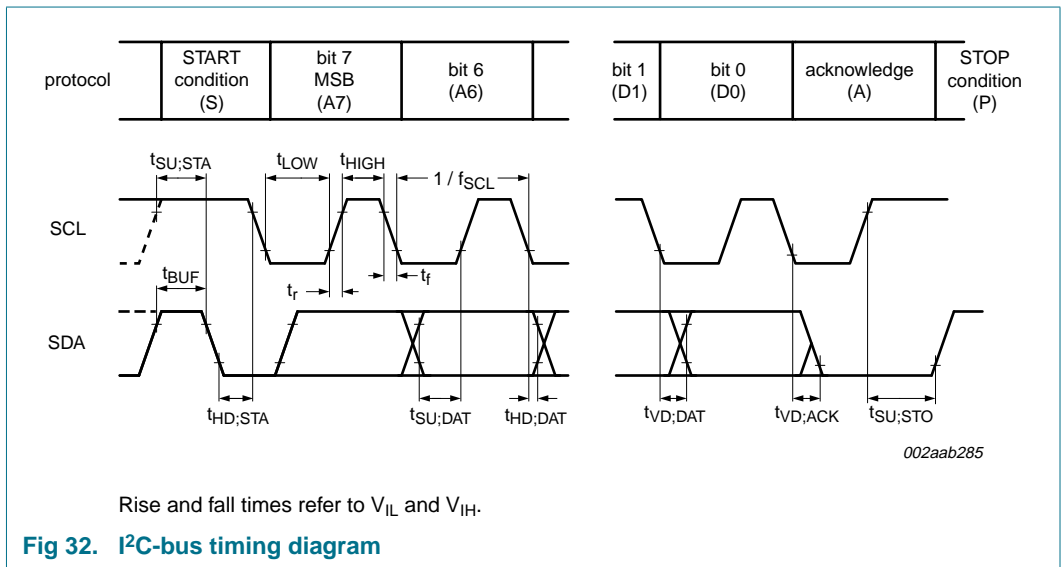 protocol
START
condition
(S)
bit 7
MSB
(A7)
bit 6
(A6)
bit 1
(D1)
bit 0
(D0)
acknowledge
(A)
STOP
condition
(P)
tSU;STA
tLOW
tHIGH
1 / fSCL
SCL
tBUF
tr
tf
SDA
tHD;STA
tSU;DAT
tHD;DAT
tVD;DAT
tVD;ACK
tSU;STO
002aab285
Rise and fall times refer to VIL and VIH.
Fig 32. I²C-bus timing diagram